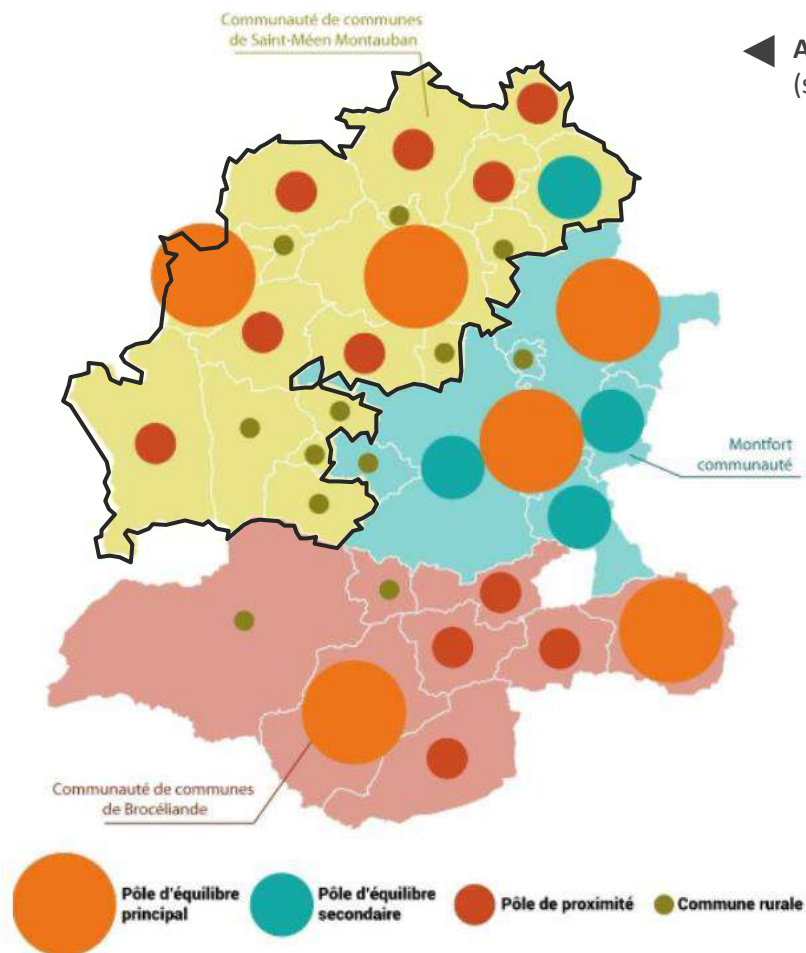 Communauté de communes
de Saint-Méen Montauban
◀ A
(s
Montfort
communauté
Communauté de communes
de Brocéliande
Pôle d'équilibre
principal
Pôle d'équilibre
secondaire
Pôle de proximité
Commune rurale